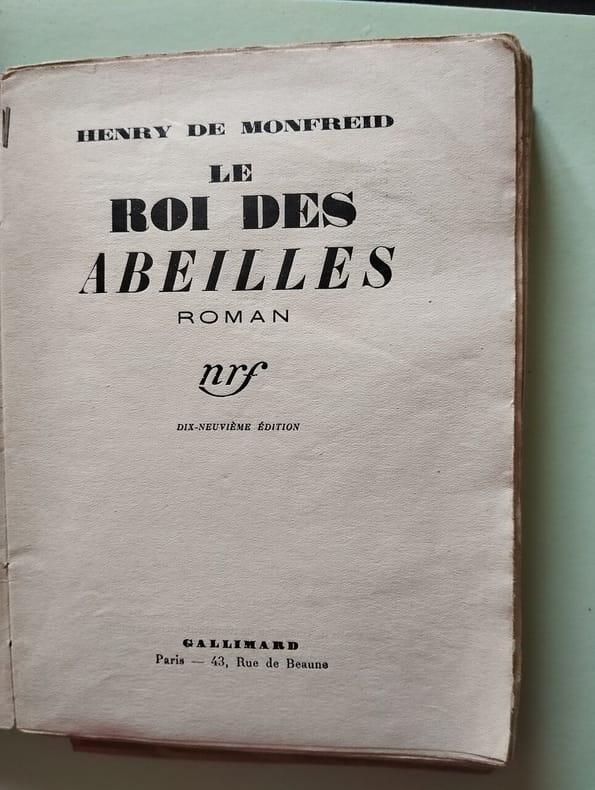 HENRY DE MONFREID
LE
ROI DES
ABEILLES
ROMAN
nrf
DIX-NEUVIÈME ÉDITION
GALLIMARD
Paris — 43, Rue de Beaune